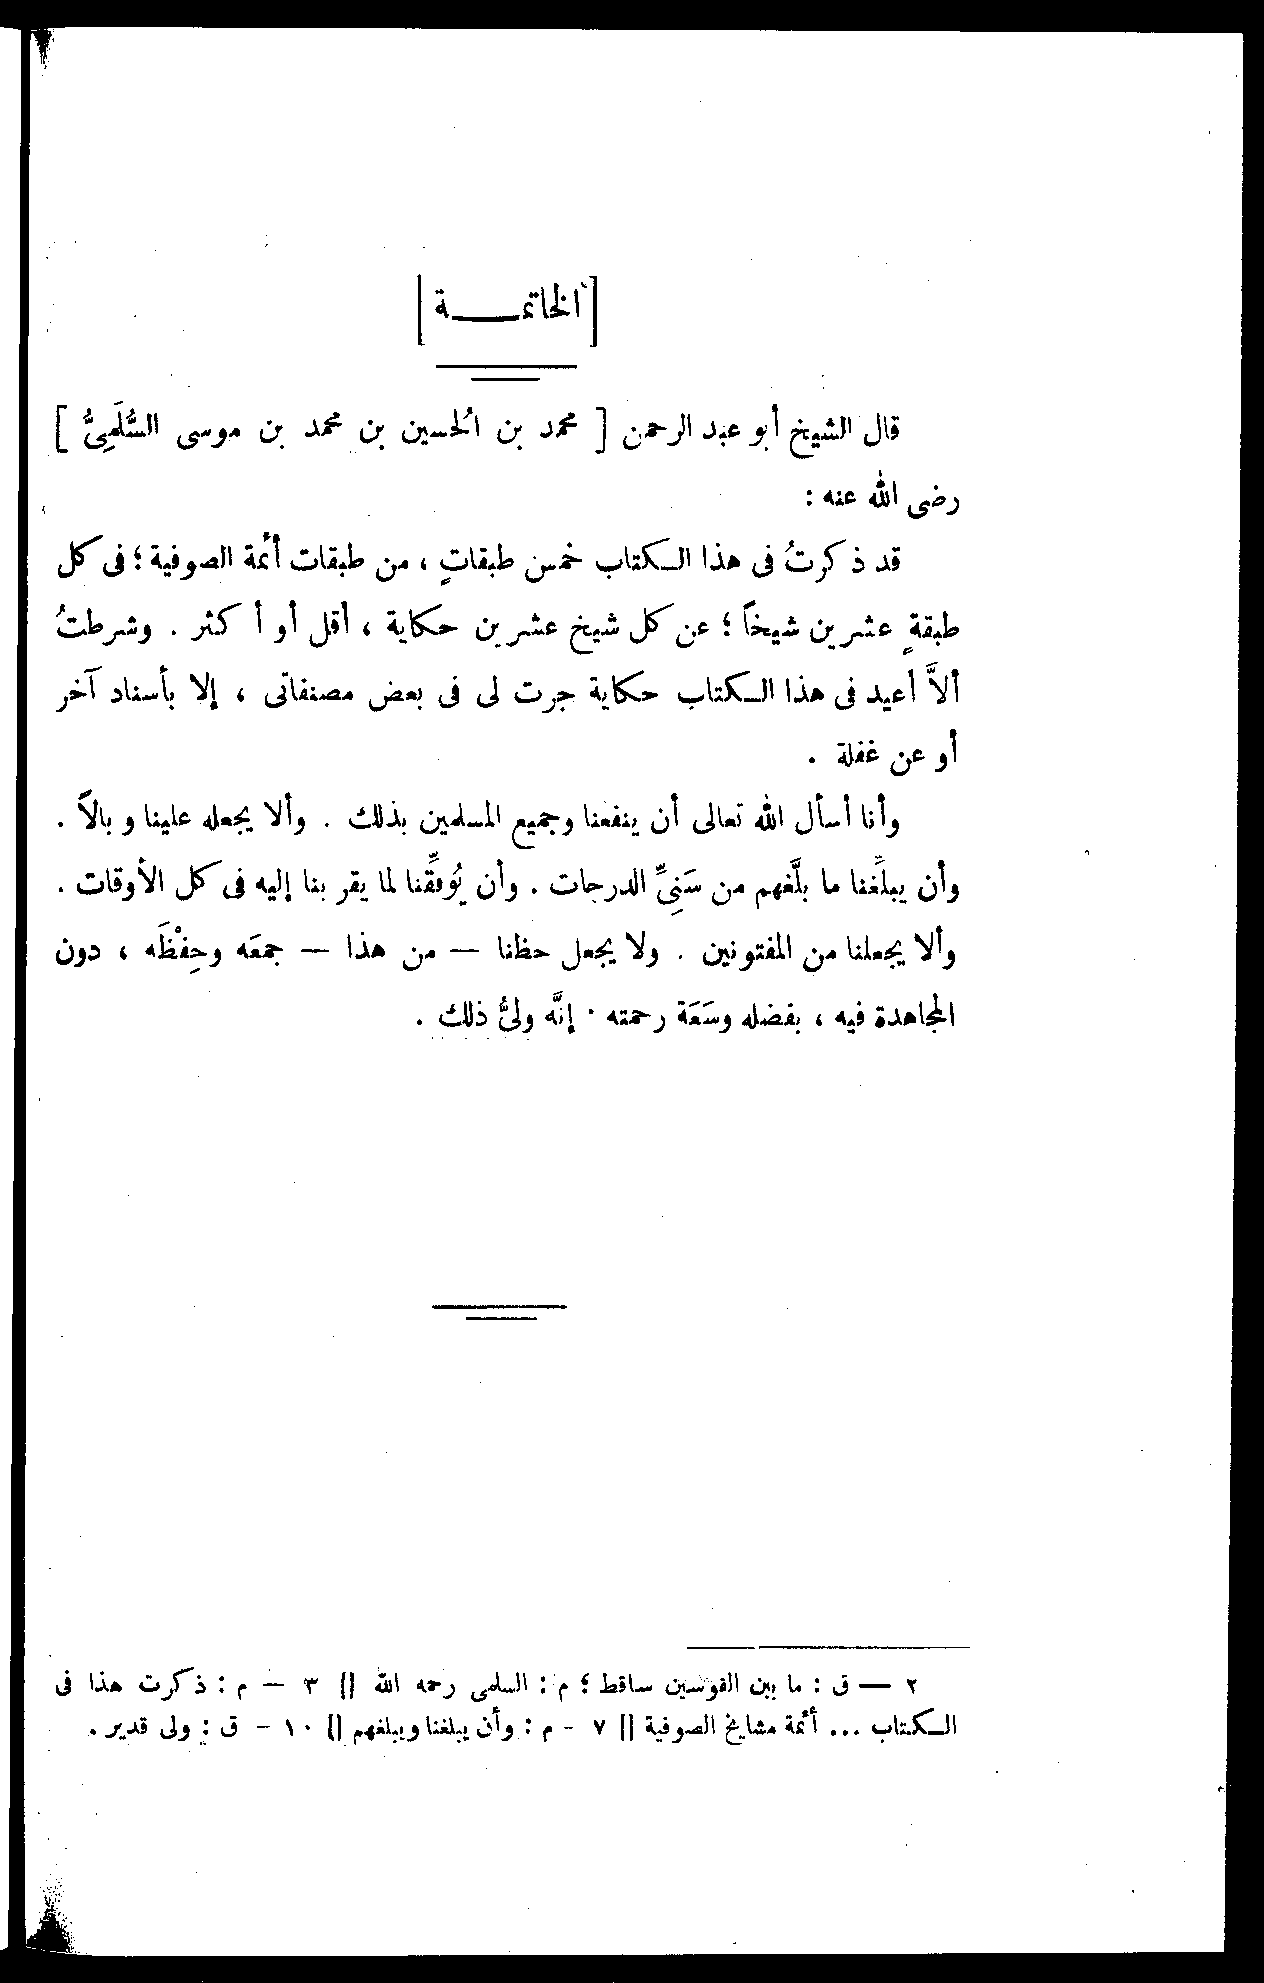 [الخاتمـــة]
قال الشيخ أبو عبد الرحمن [ محمد بن الحسين بن محمد بن موسى السُّلَمِىُّ ]
رضى الله عنه :
قد ذكرتُ فى هذا الكتاب خمس طبقاتٍ ، من طبقات أئمة الصوفية ؛ فى كل
طبقةٍ عشرين شيخاً ؛ عن كل شيخ عشرين حكاية ، أقل أو أكثر . وشرطتُ
ألاَّ أعيد فى هذا الكتاب حكاية جرت لى فى بعض مصنفاتى ، إلا بأسناد آخر
أو عن غفلة .
وأنا أسأل الله تعالى أن ينفعنا وجميع المسلمين بذلك . وألا يجعله علينا وبالاً .
وأن يبلِّغنا ما بلَّغهم من سَنِىِّ الدرجات . وأن يُوفِّقنا لما يقربنا إليه فى كل الأوقات .
وألا يجعلنا من المفتونين . ولا يجعل حظنا — من هذا — جمعَه وحِفْظَه ، دون
المجاهدة فيه ، بفضله وسَعَة رحمته . إنَّه ولىُّ ذلك .
٢ — ق : ما بين القوسين ساقط ؛ م : السلمى رحمه الله || ٣ — م : ذكرت هذا فى
الكتاب ... أئمة مشايخ الصوفية || ٧ - م : وأن يبلغنا ويبلغهم || ١٠ - ق : ولى قدير .